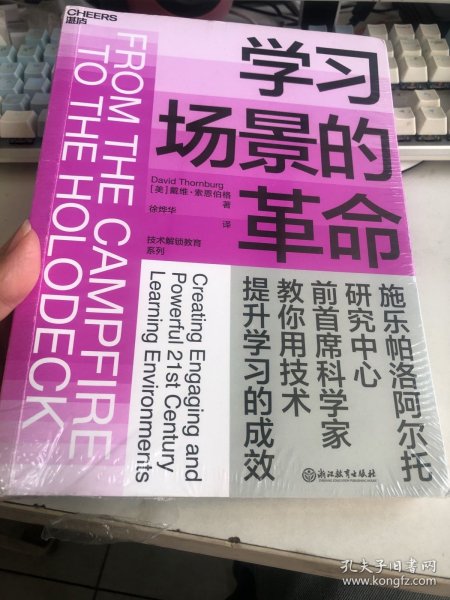 CHEERS
湛庐
FROM THE CAMPFIRE
TO THE HOLODECK
学习
场景的
革命
David Thornburg
[美] 戴维·索恩伯格
著
徐烨华
译
技术解锁教育
系列
Creating Engaging and
Powerful 21st Century
Learning Environments
施乐帕洛阿尔托
研究中心
前首席科学家
教你用技术
提升学习的成效
浙江教育出版社
孔夫子旧书网
www.kongfz.com